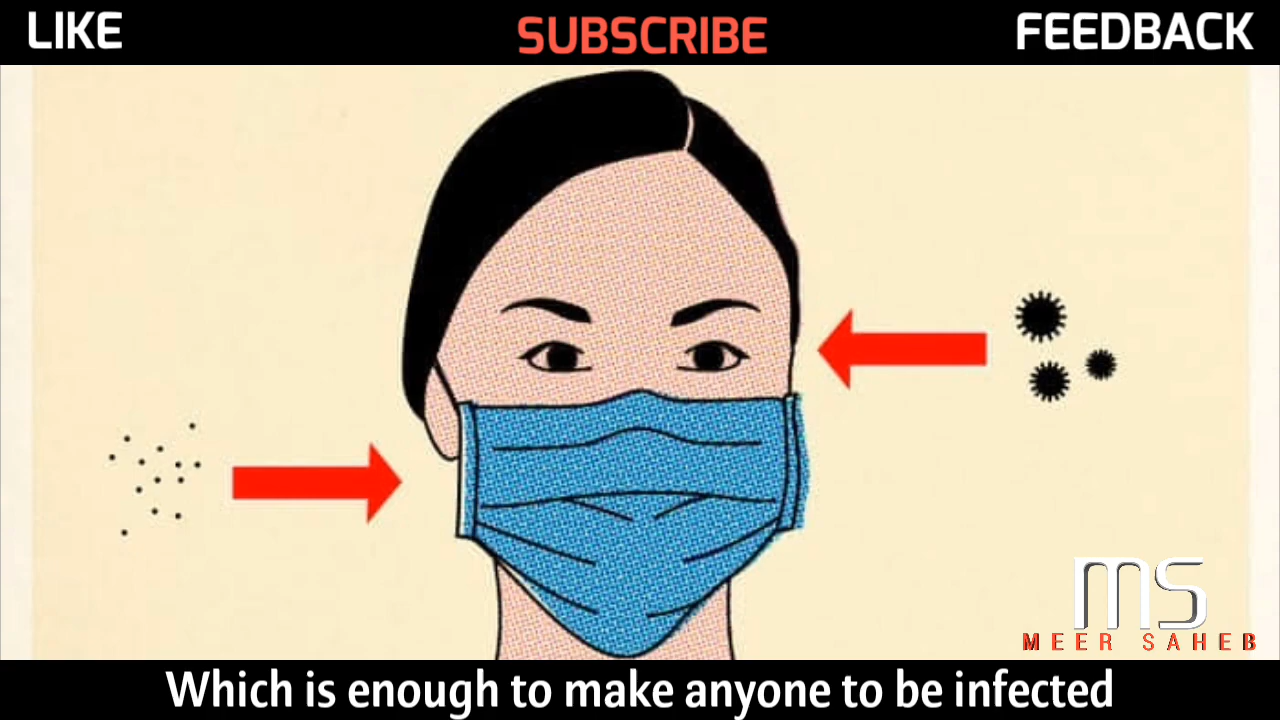 LIKE
SUBSCRIBE
FEEDBACK
MS
MEER SAHEB
Which is enough to make anyone to be infected